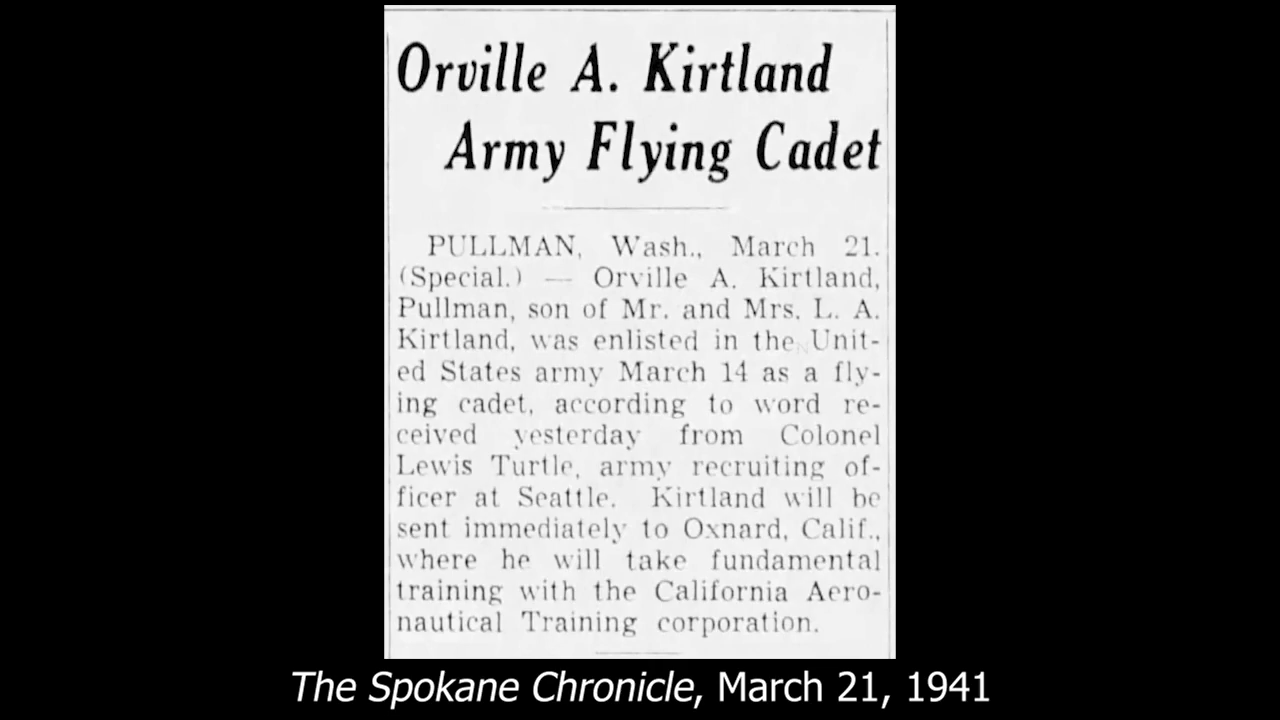 Orville A. Kirtland
Army Flying Cadet
PULLMAN, Wash., March 21.
(Special.) — Orville A. Kirtland,
Pullman, son of Mr. and Mrs. L. A.
Kirtland, was enlisted in the Unit-
ed States army March 14 as a fly-
ing cadet, according to word re-
ceived yesterday from Colonel
Lewis Turtle, army recruiting of-
ficer at Seattle. Kirtland will be
sent immediately to Oxnard, Calif.,
where he will take fundamental
training with the California Aero-
nautical Training corporation.
The Spokane Chronicle, March 21, 1941